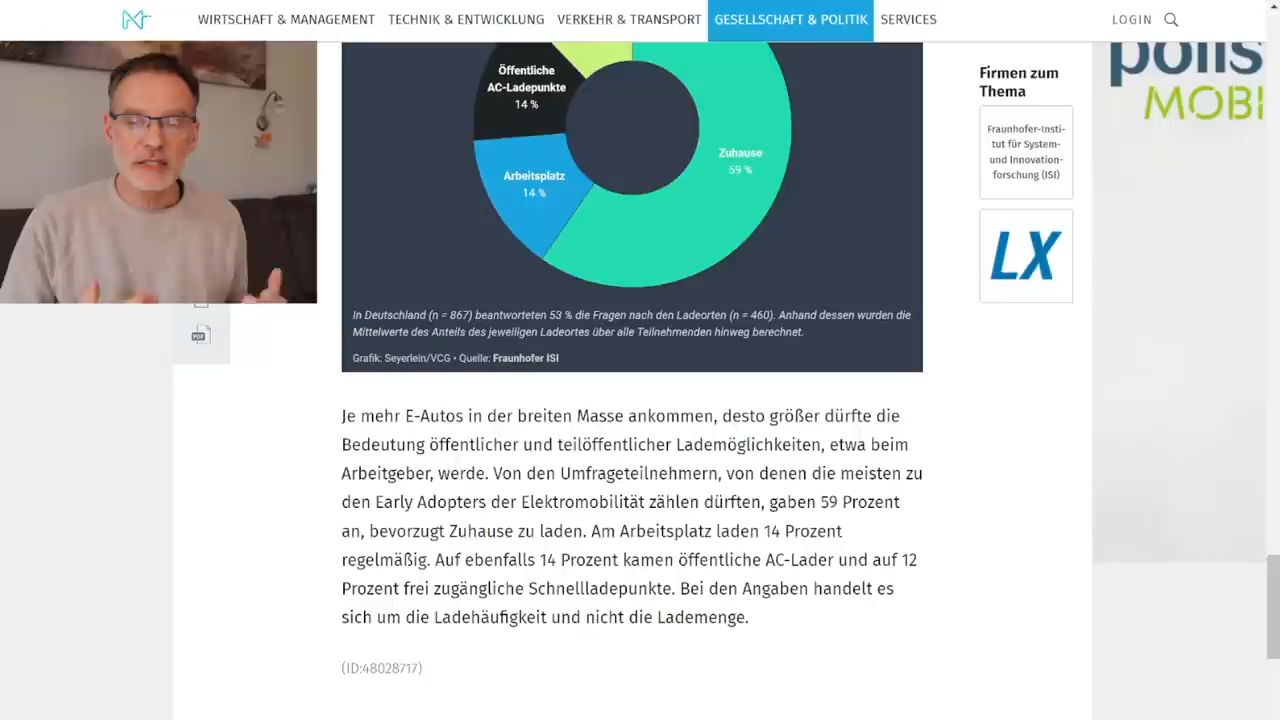 WIRTSCHAFT & MANAGEMENT TECHNIK & ENTWICKLUNG VERKEHR & TRANSPORT GESELLSCHAFT & POLITIK SERVICES LOGIN
Öffentliche
AC-Ladepunkte
14 %
Arbeitsplatz
14 %
Zuhause
59 %
In Deutschland (n = 867) beantworteten 53 % die Fragen nach den Ladeorten (n = 460). Anhand dessen wurden die
Mittelwerte des Anteils des jeweiligen Ladeortes über alle Teilnehmenden hinweg berechnet.
Grafik: Seyerlein/VCG • Quelle: Fraunhofer ISI
PDF
Je mehr E-Autos in der breiten Masse ankommen, desto größer dürfte die
Bedeutung öffentlicher und teilöffentlicher Lademöglichkeiten, etwa beim
Arbeitgeber, werde. Von den Umfrageteilnehmern, von denen die meisten zu
den Early Adopters der Elektromobilität zählen dürften, gaben 59 Prozent
an, bevorzugt Zuhause zu laden. Am Arbeitsplatz laden 14 Prozent
regelmäßig. Auf ebenfalls 14 Prozent kamen öffentliche AC-Lader und auf 12
Prozent frei zugängliche Schnellladepunkte. Bei den Angaben handelt es
sich um die Ladehäufigkeit und nicht die Lademenge.
(ID:48028717)
Firmen zum
Thema
Fraunhofer-Insti-
tut für System-
und Innovation-
forschung (ISI)
LX
polis
MOBI